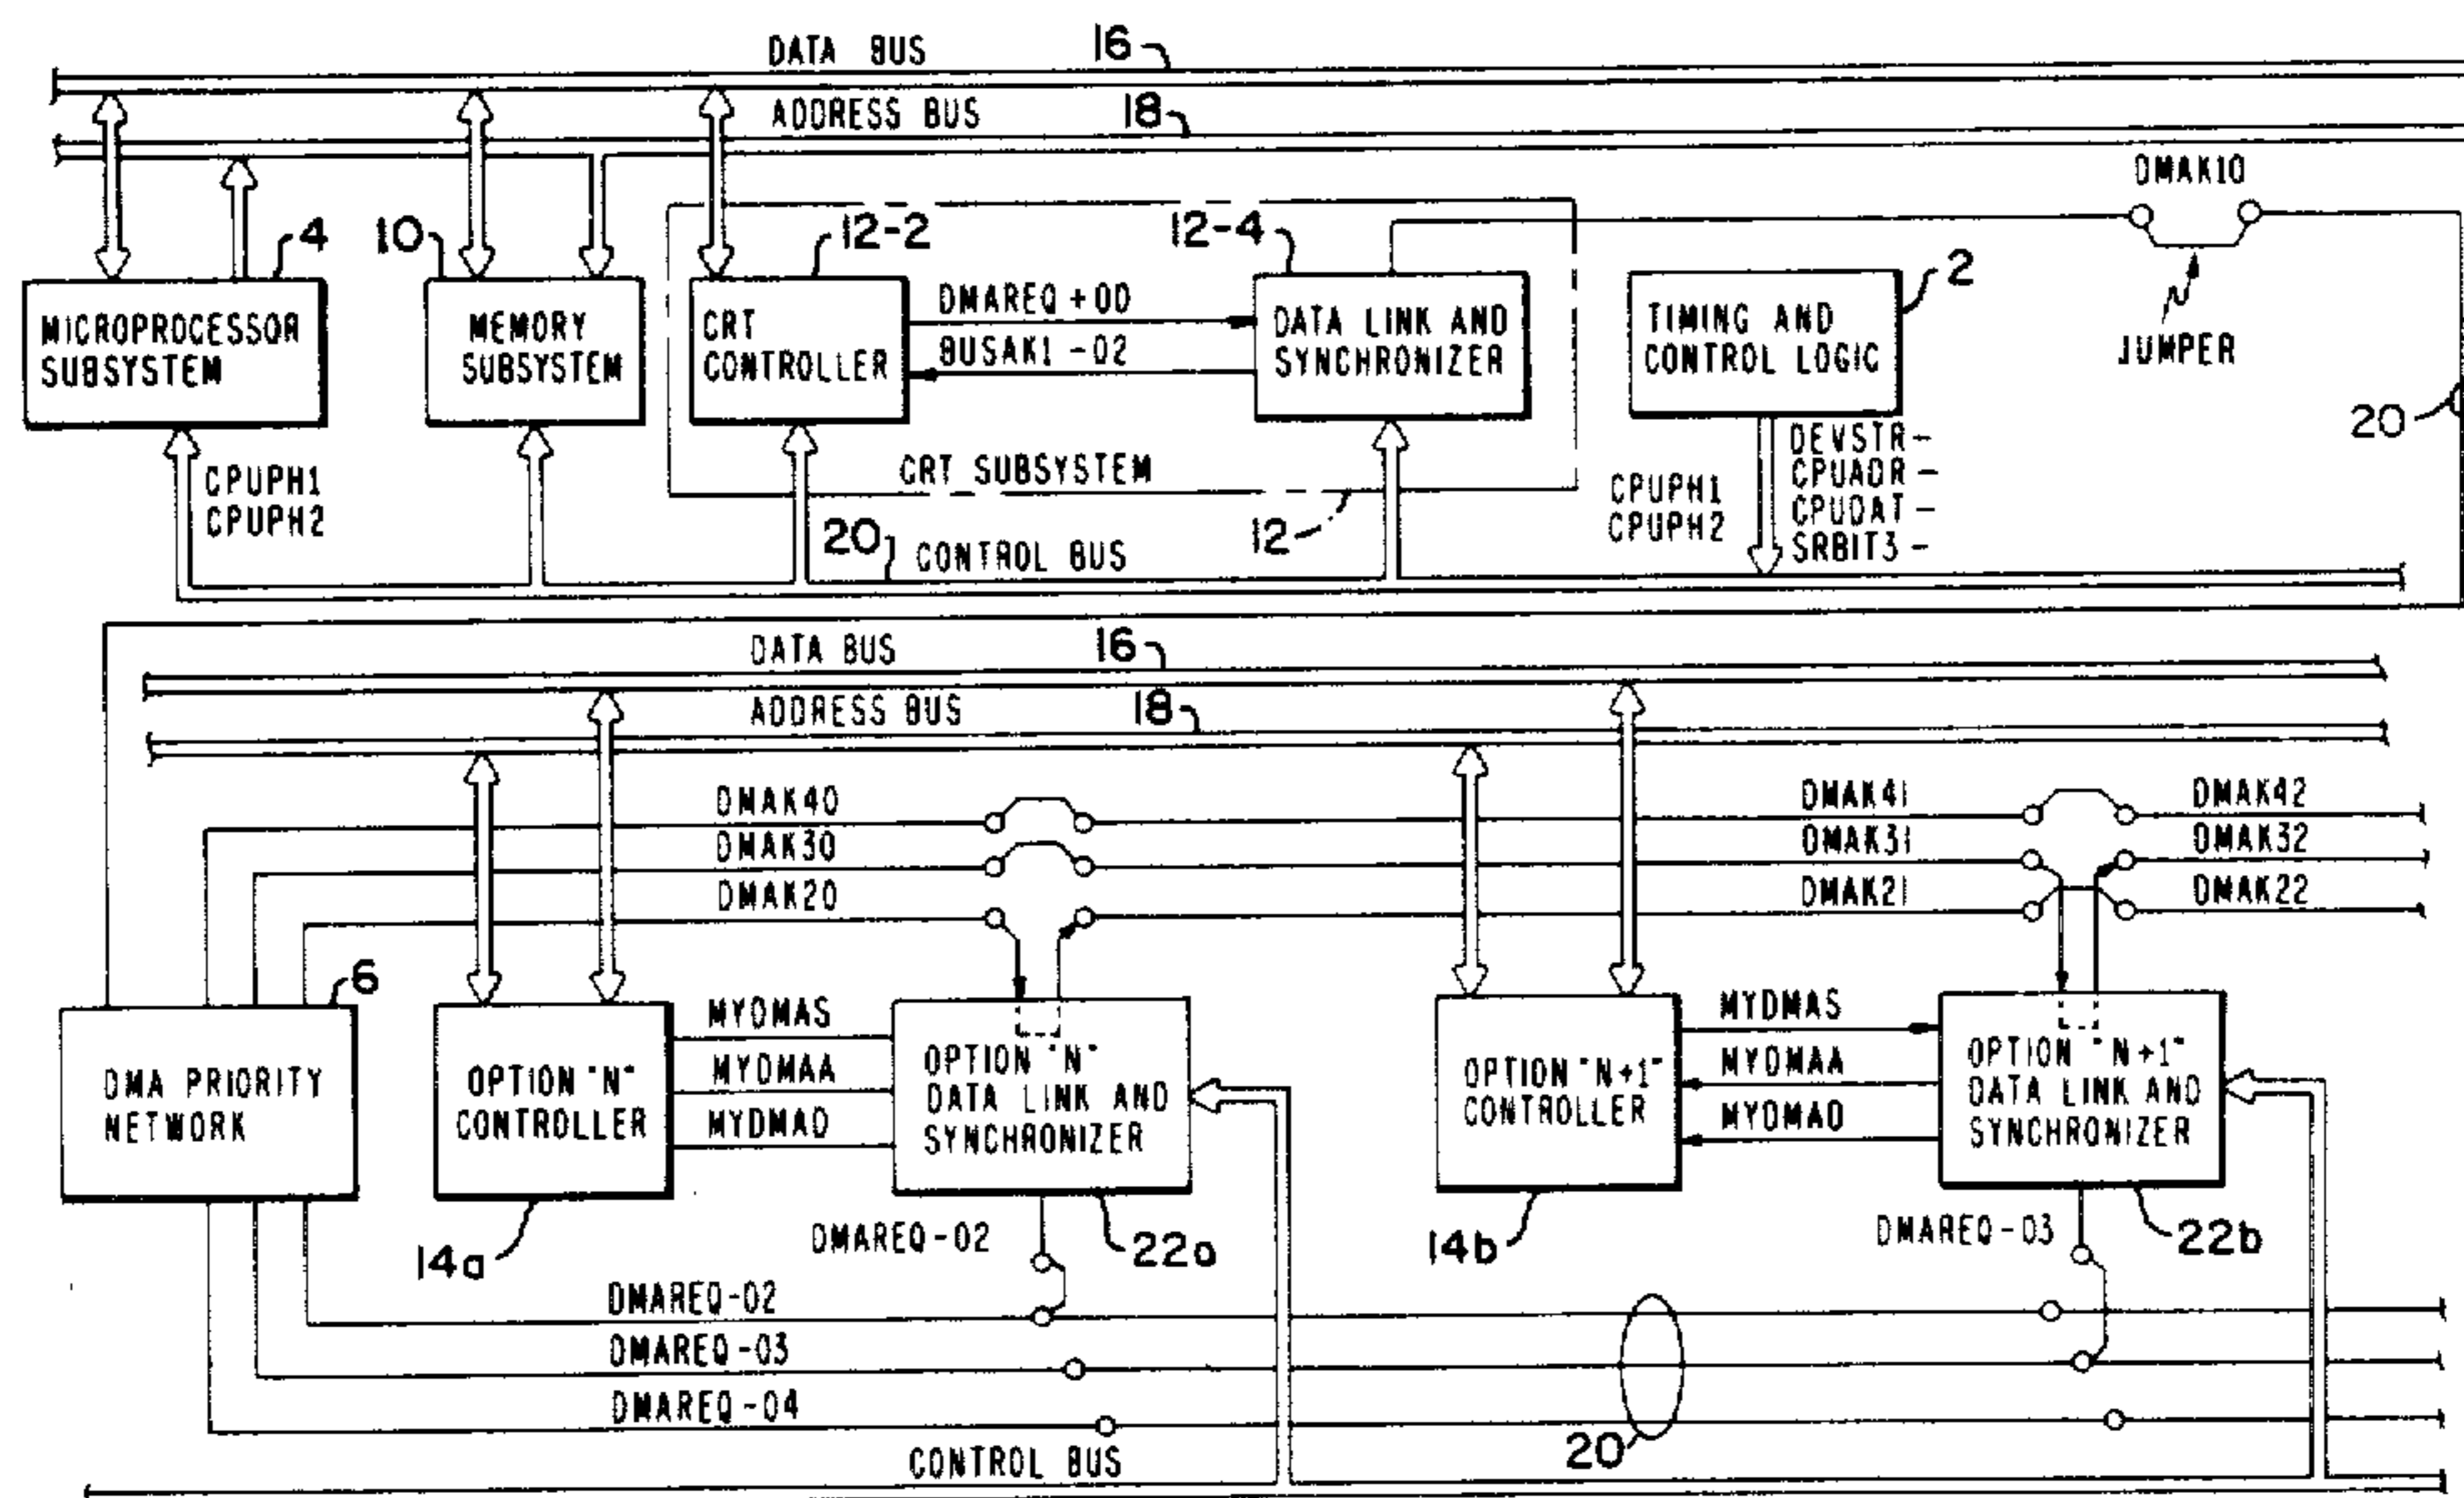 DATA BUS 16
ADDRESS BUS 18
DMAK10
4 10 12-2 12-4 2
MICROPROCESSOR
SUBSYSTEM
MEMORY
SUBSYSTEM
CRT
CONTROLLER
DMAREQ+00
BUSAK1-02
DATA LINK AND
SYNCHRONIZER
TIMING AND
CONTROL LOGIC
JUMPER
20
CPUPH1
CPUPH2
CRT SUBSYSTEM
12
CPUPH1
CPUPH2
DEVSTR-
CPUADR-
CPUDAT-
SRBIT3-
20 CONTROL BUS
DATA BUS 16
ADDRESS BUS 18
DMAK40 DMAK41 DMAK42
DMAK30 DMAK31 DMAK32
DMAK20 DMAK21 DMAK22
6
DMA PRIORITY
NETWORK
OPTION "N"
CONTROLLER
MYDMAS
MYDMAA
MYDMAD
OPTION "N"
DATA LINK AND
SYNCHRONIZER
OPTION "N+1"
CONTROLLER
MYDMAS
MYDMAA
MYDMAD
OPTION "N+1"
DATA LINK AND
SYNCHRONIZER
14a DMAREQ-02 22a 14b DMAREQ-03 22b
DMAREQ-02
DMAREQ-03
DMAREQ-04
20
CONTROL BUS